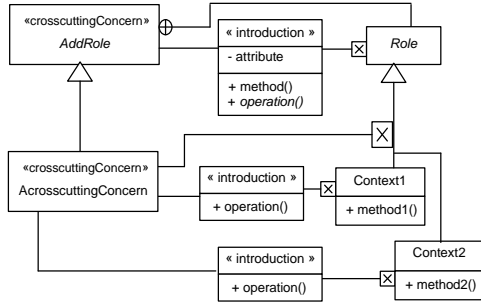 «crosscuttingConcern»
AddRole
« introduction »
- attribute
+ method()
+ operation()
Role
«crosscuttingConcern»
AcrosscuttingConcern
« introduction »
+ operation()
Context1
+ method1()
« introduction »
+ operation()
Context2
+ method2()